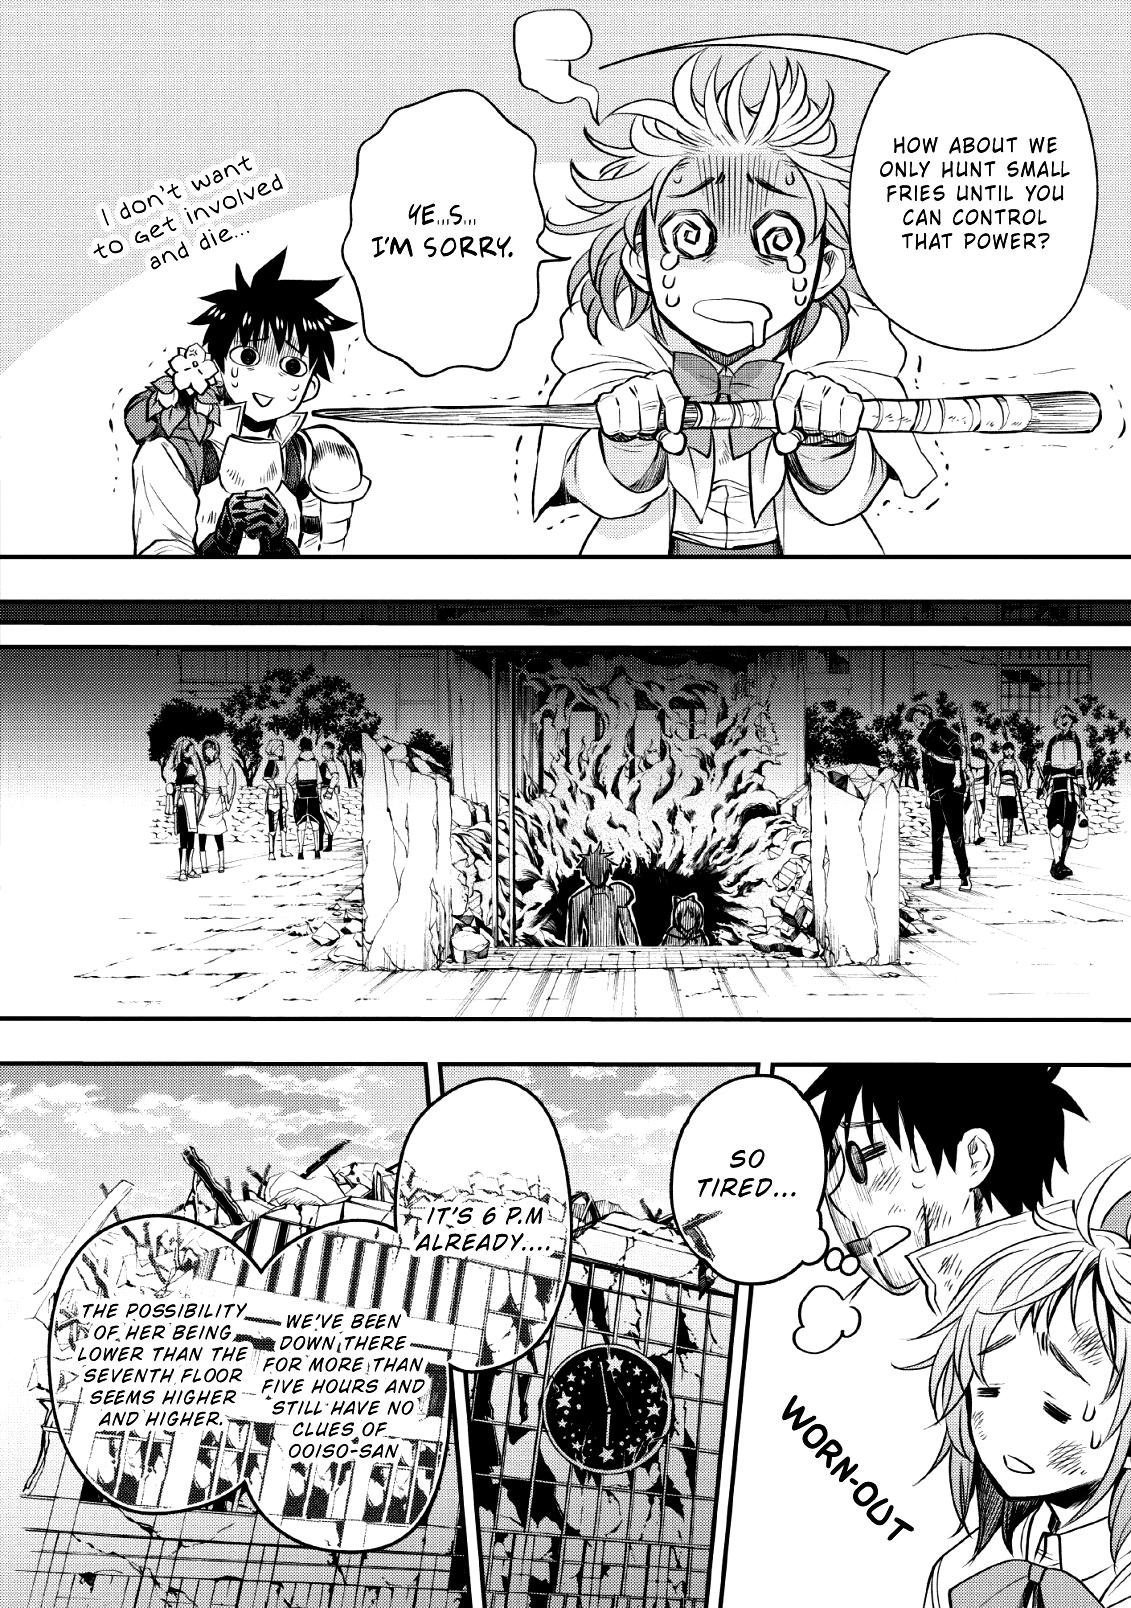 HOW ABOUT WE
ONLY HUNT SMALL
FRIES UNTIL YOU
CAN CONTROL
THAT POWER?
YE...S...
I'M SORRY.
I don't want
to get involved
and die...
SO
TIRED...
WORN-OUT
IT'S 6 P.M
ALREADY....
WE'VE BEEN
DOWN THERE
FOR MORE THAN
FIVE HOURS AND
STILL HAVE NO
CLUES OF
OOISO-SAN
THE POSSIBILITY
OF HER BEING
LOWER THAN THE
SEVENTH FLOOR
SEEMS HIGHER
AND HIGHER.